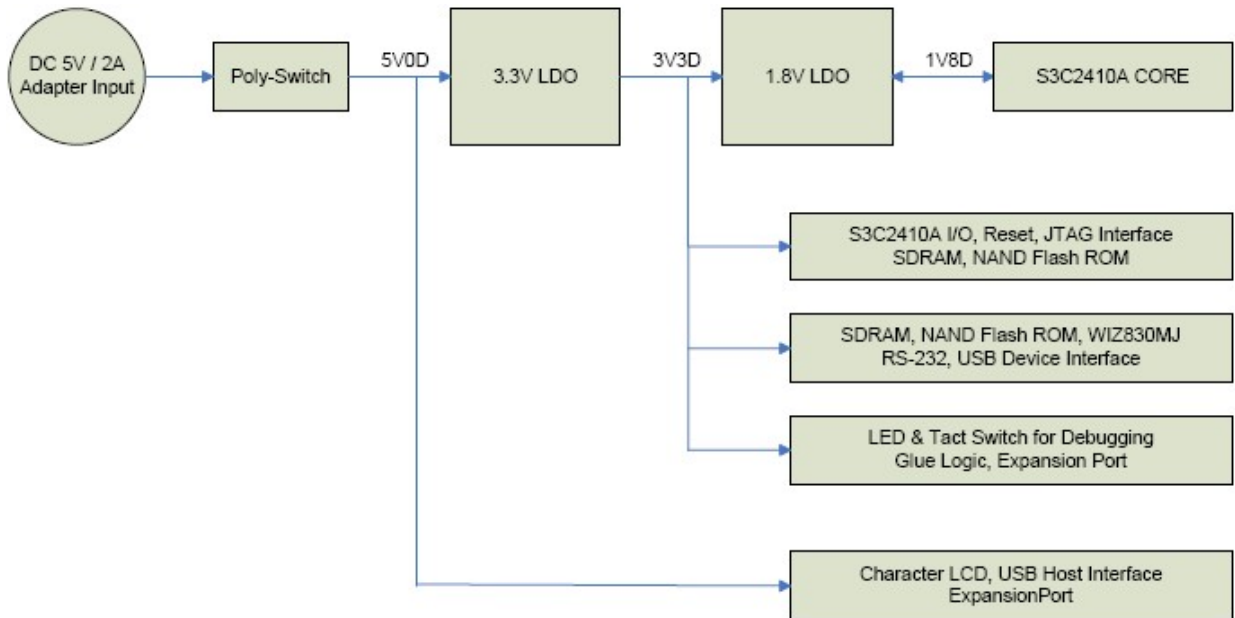 DC 5V / 2A
Adapter Input
Poly-Switch
5V0D
3.3V LDO
3V3D
1.8V LDO
1V8D
S3C2410A CORE
S3C2410A I/O, Reset, JTAG Interface
SDRAM, NAND Flash ROM
SDRAM, NAND Flash ROM, WIZ830MJ
RS-232, USB Device Interface
LED & Tact Switch for Debugging
Glue Logic, Expansion Port
Character LCD, USB Host Interface
ExpansionPort